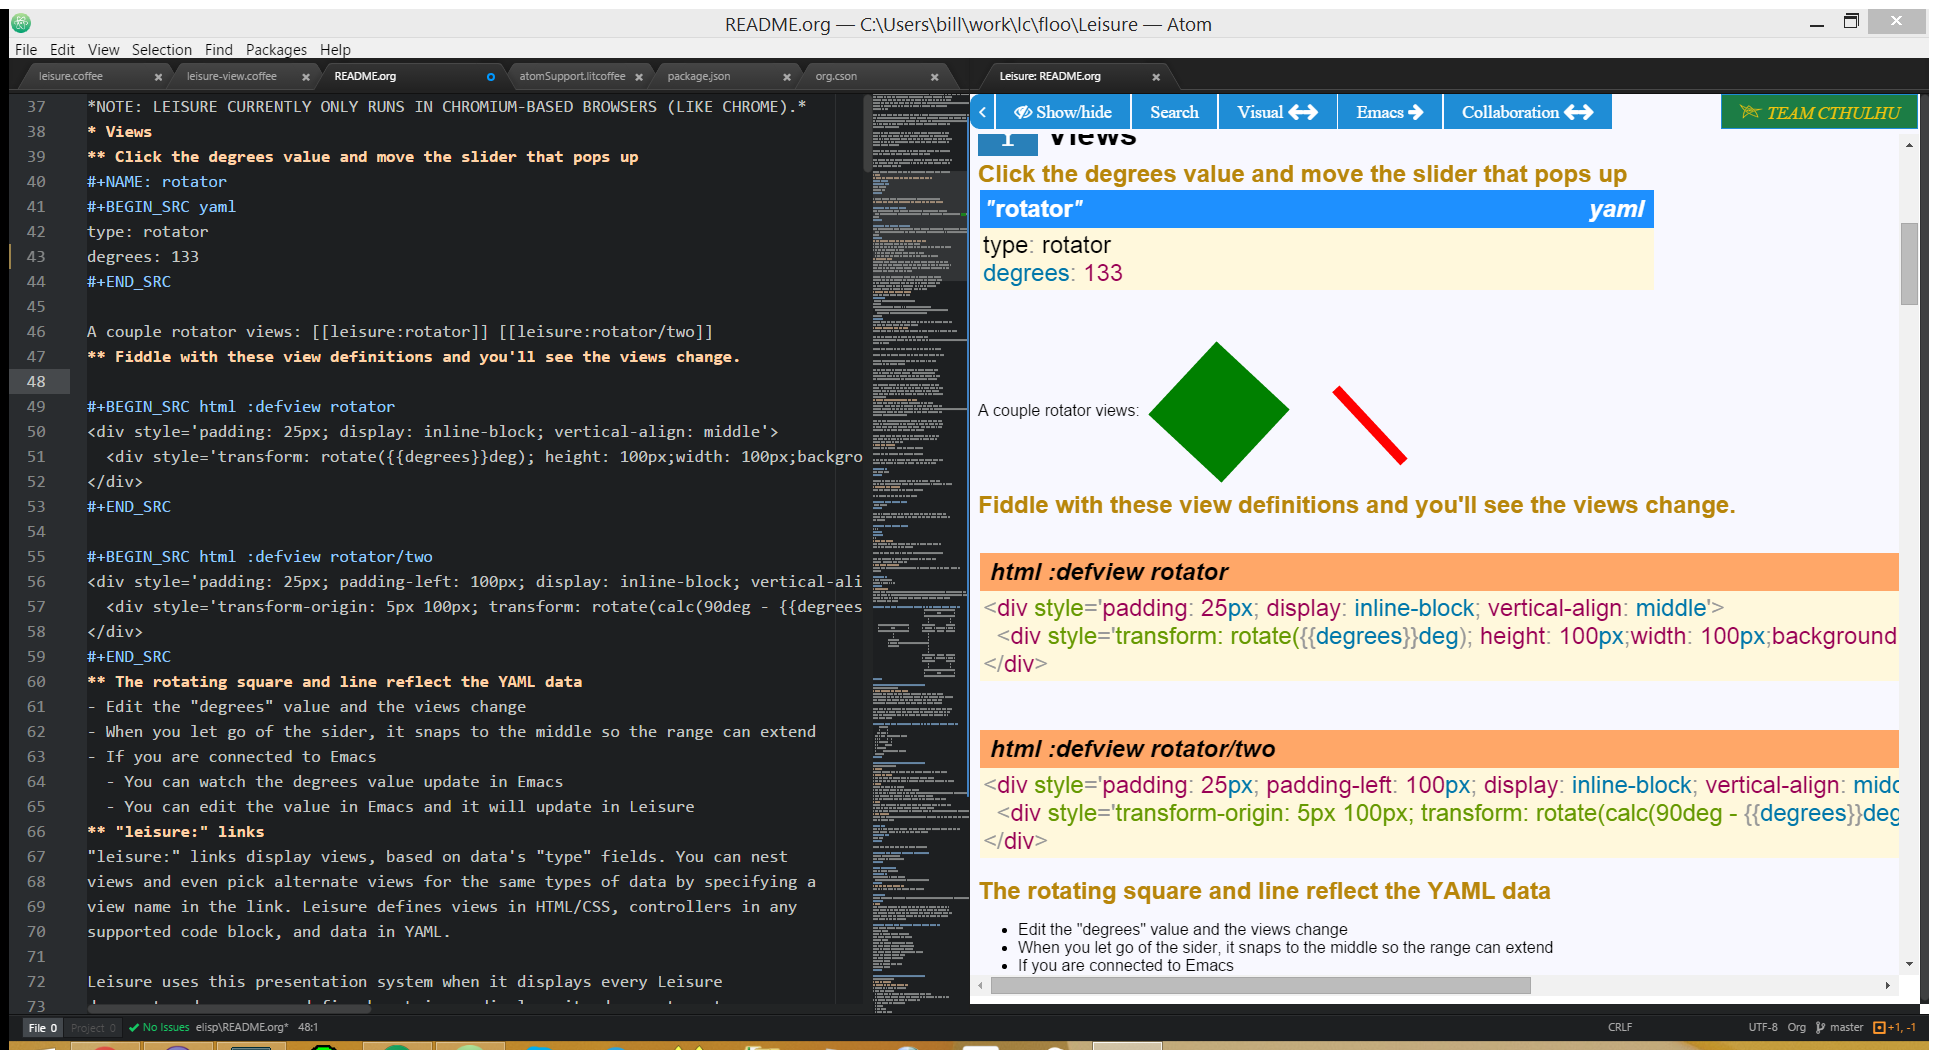 README.org — C:\Users\bill\work\lc\floo\Leisure — Atom
File Edit View Selection Find Packages Help
leisure.coffee leisure-view.coffee README.org atomSupport.litcoffee package.json org.cson
37 *NOTE: LEISURE CURRENTLY ONLY RUNS IN CHROMIUM-BASED BROWSERS (LIKE CHROME).*
38 * Views
39 ** Click the degrees value and move the slider that pops up
40 #+NAME: rotator
41 #+BEGIN_SRC yaml
42 type: rotator
43 degrees: 133
44 #+END_SRC
45
46 A couple rotator views: [[leisure:rotator]] [[leisure:rotator/two]]
47 ** Fiddle with these view definitions and you'll see the views change.
48
49 #+BEGIN_SRC html :defview rotator
50 <div style='padding: 25px; display: inline-block; vertical-align: middle'>
51 <div style='transform: rotate({{degrees}}deg); height: 100px;width: 100px;backgro
52 </div>
53 #+END_SRC
54
55 #+BEGIN_SRC html :defview rotator/two
56 <div style='padding: 25px; padding-left: 100px; display: inline-block; vertical-ali
57 <div style='transform-origin: 5px 100px; transform: rotate(calc(90deg - {{degrees
58 </div>
59 #+END_SRC
60 ** The rotating square and line reflect the YAML data
61 - Edit the "degrees" value and the views change
62 - When you let go of the sider, it snaps to the middle so the range can extend
63 - If you are connected to Emacs
64 - You can watch the degrees value update in Emacs
65 - You can edit the value in Emacs and it will update in Leisure
66 ** "leisure:" links
67 "leisure:" links display views, based on data's "type" fields. You can nest
68 views and even pick alternate views for the same types of data by specifying a
69 view name in the link. Leisure defines views in HTML/CSS, controllers in any
70 supported code block, and data in YAML.
71
72 Leisure uses this presentation system when it displays every Leisure
73
Leisure: README.org
Show/hide Search Visual Emacs Collaboration TEAM CTHULHU
1 Views
Click the degrees value and move the slider that pops up
"rotator" yaml
type: rotator
degrees: 133
A couple rotator views:
Fiddle with these view definitions and you'll see the views change.
html :defview rotator
<div style='padding: 25px; display: inline-block; vertical-align: middle'>
<div style='transform: rotate({{degrees}}deg); height: 100px;width: 100px;background
</div>
html :defview rotator/two
<div style='padding: 25px; padding-left: 100px; display: inline-block; vertical-align: midd
<div style='transform-origin: 5px 100px; transform: rotate(calc(90deg - {{degrees}}deg
</div>
The rotating square and line reflect the YAML data
• Edit the "degrees" value and the views change
• When you let go of the sider, it snaps to the middle so the range can extend
• If you are connected to Emacs
File 0 Project 0 No Issues elisp\README.org* 48:1 CRLF UTF-8 Org master +1, -1